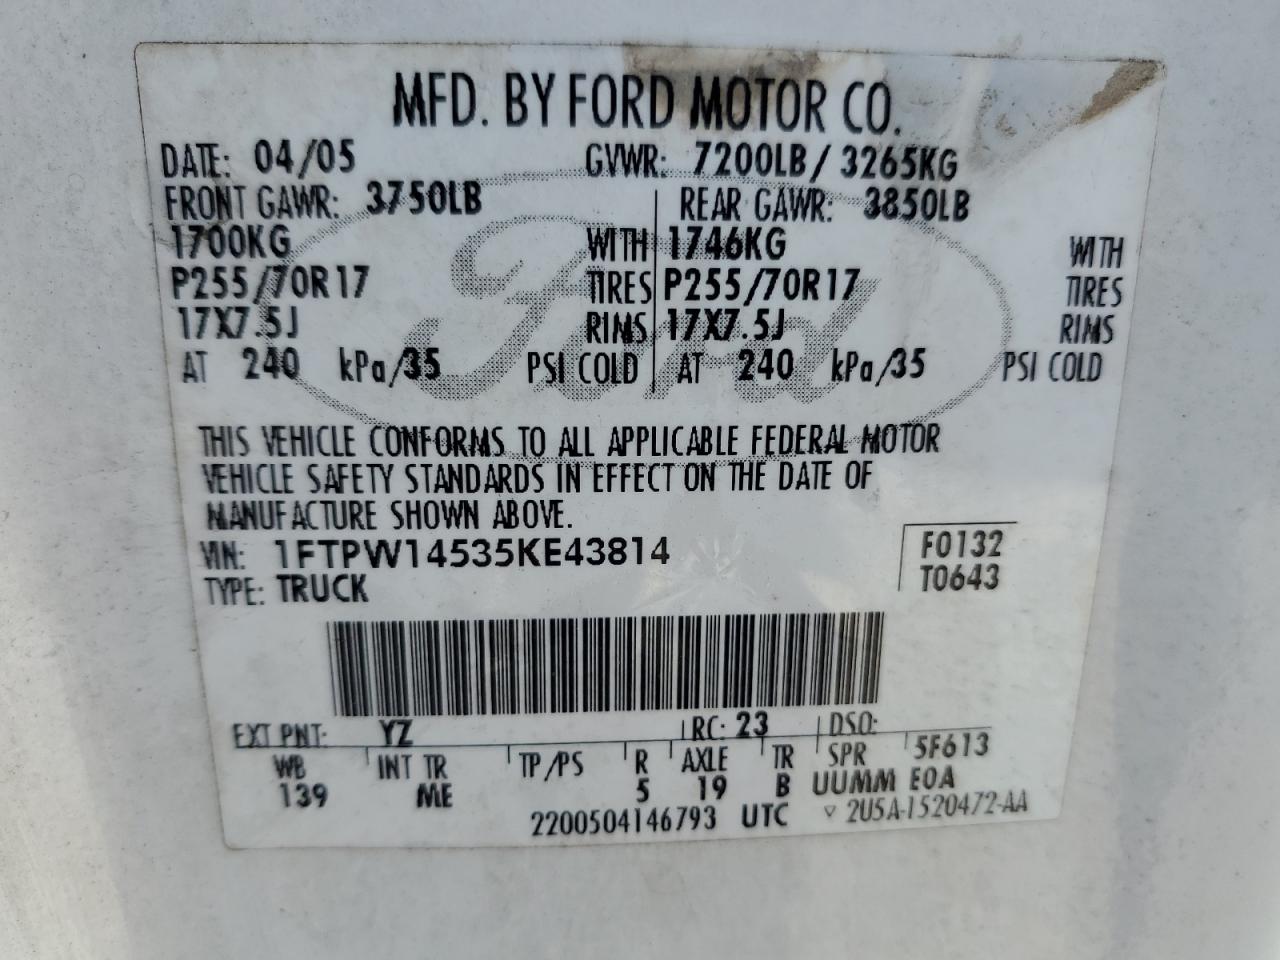 MFD. BY FORD MOTOR CO.
DATE: 04/05 GVWR: 7200LB/ 3265KG
FRONT GAWR: 3750LB REAR GAWR: 3850LB
1700KG WITH 1746KG WITH
P255/70R17 TIRES P255/70R17 TIRES
17X7.5J RIMS 17X7.5J RIMS
AT 240 kPa/35 PSI COLD AT 240 kPa/35 PSI COLD
Ford
THIS VEHICLE CONFORMS TO ALL APPLICABLE FEDERAL MOTOR
VEHICLE SAFETY STANDARDS IN EFFECT ON THE DATE OF
MANUFACTURE SHOWN ABOVE.
VIN: 1FTPW14535KE43814 F0132
TYPE: TRUCK T0643
EXT PNT: YZ RC: 23 DSO:
WB INT TR TP/PS R AXLE TR SPR 5F613
139 ME 5 19 B UUMM EOA
2200504146793 UTC ▽ 2U5A-1520472-AA